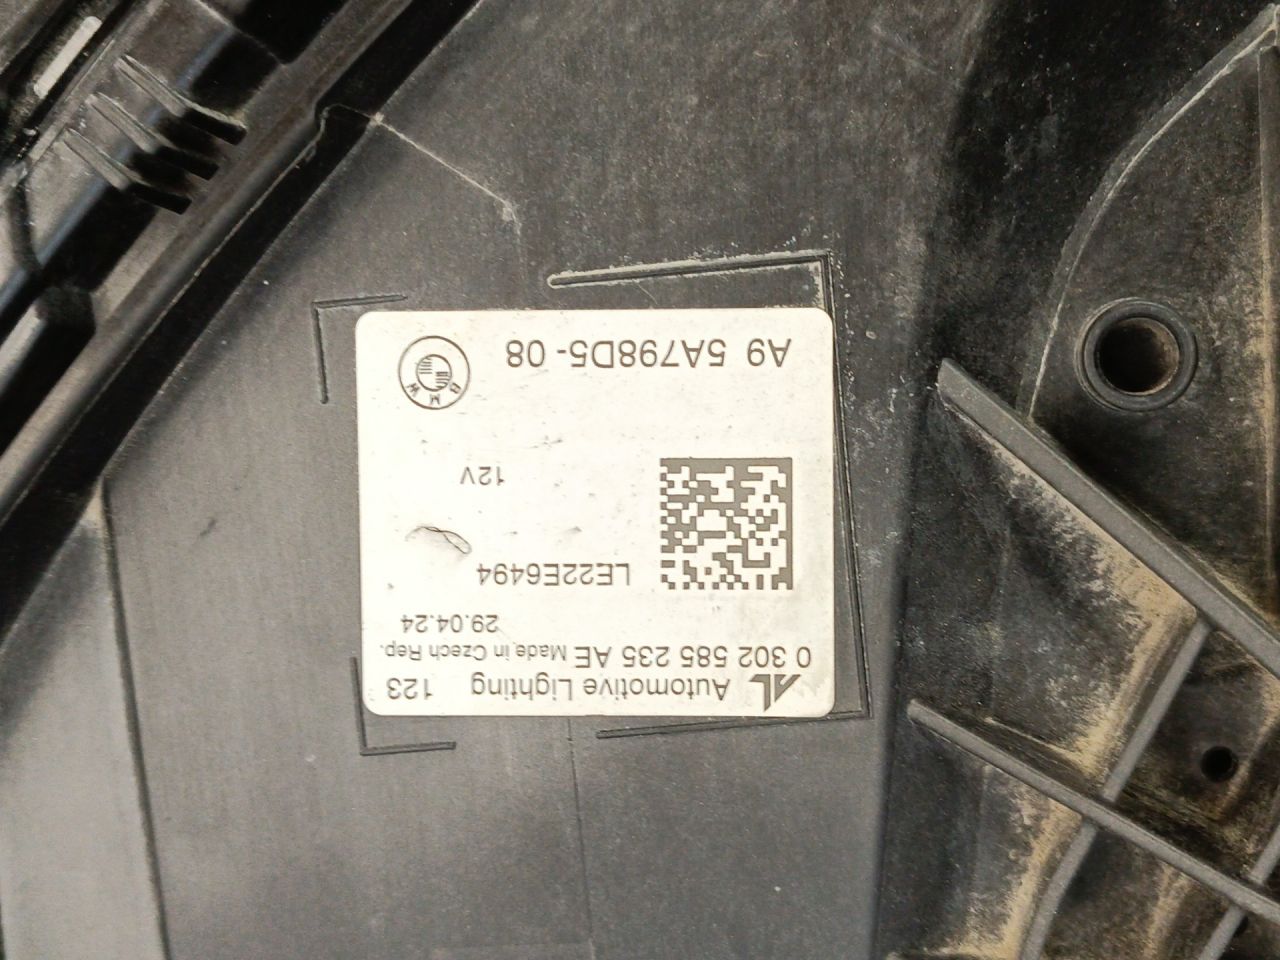 Automotive Lighting 123
0 302 585 235 AE Made in Czech Rep.
29.04.24
LE22E6494
12V
A9 5A798D5- 08
BMW